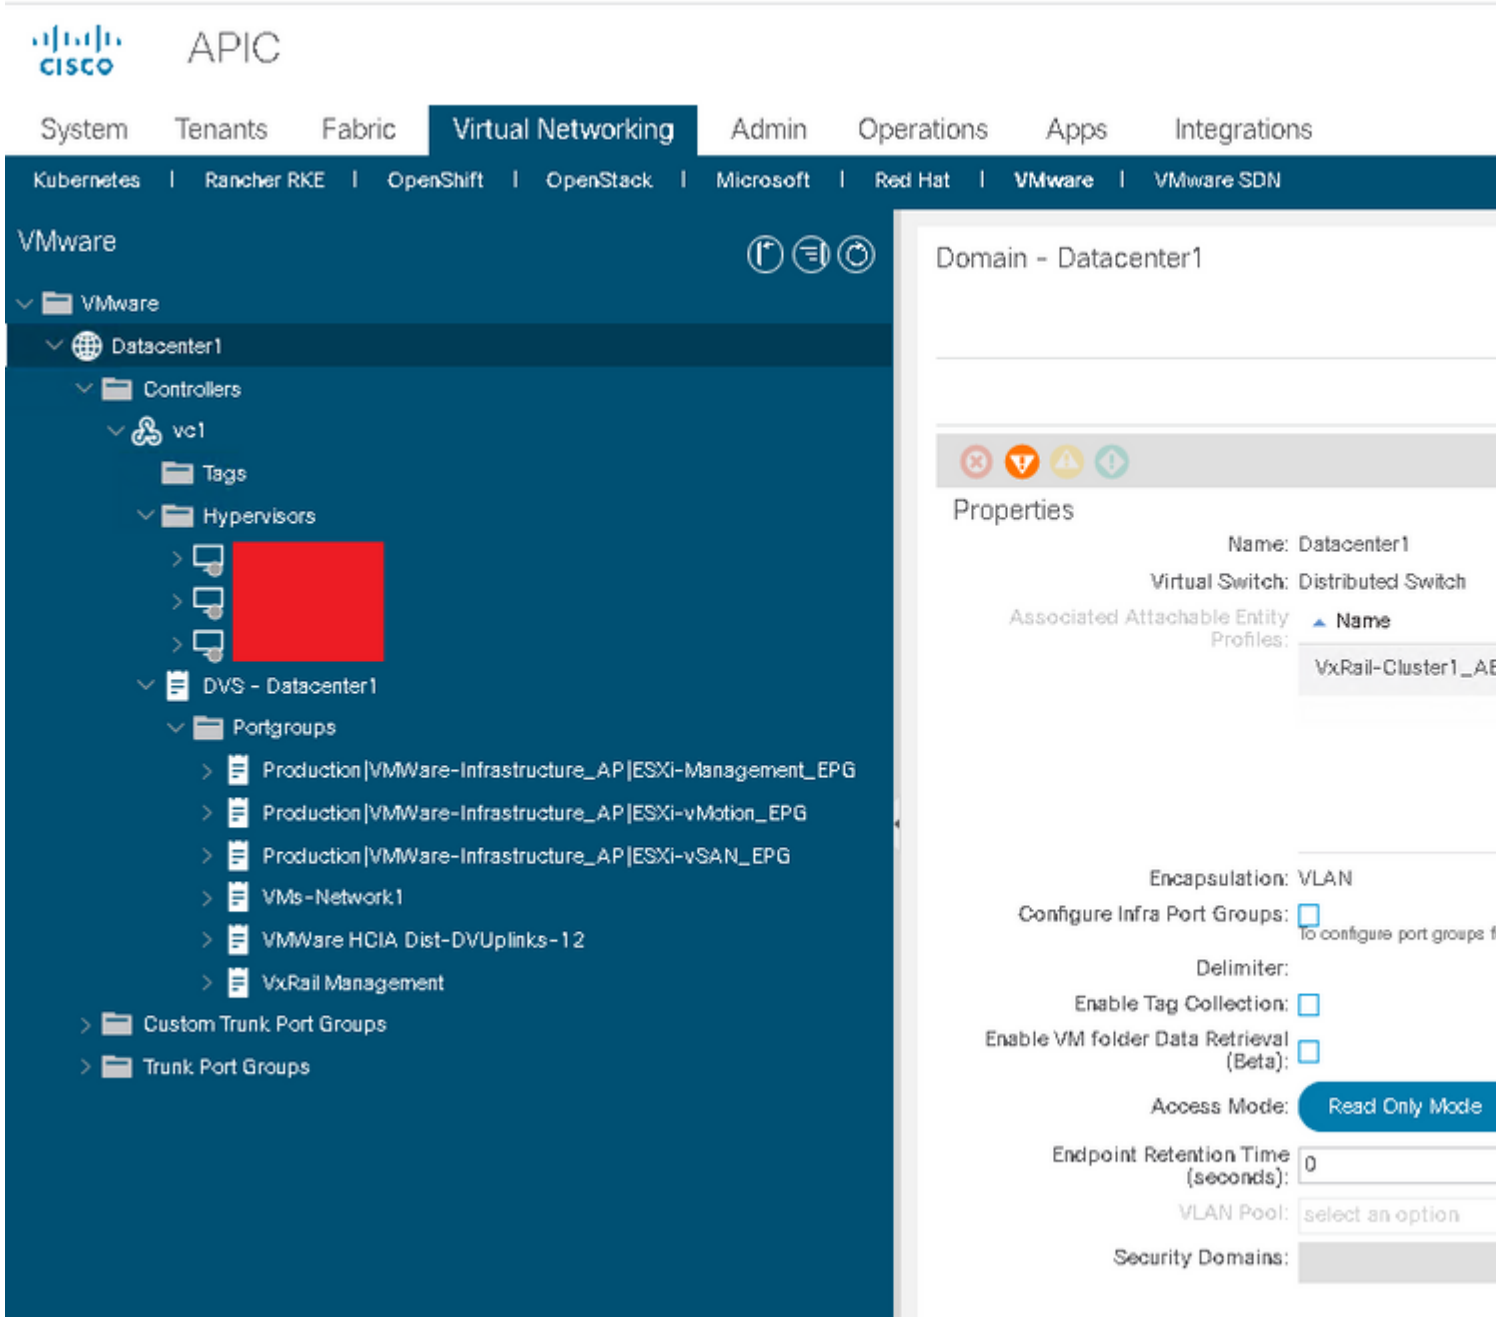 CISCO APIC
System Tenants Fabric Virtual Networking Admin Operations Apps Integrations
Kubernetes | Rancher RKE | OpenShift | OpenStack | Microsoft | Red Hat | VMware | VMware SDN
VMware
VMware
Datacenter1
Controllers
vc1
Tags
Hypervisors
DVS - Datacenter1
Portgroups
Production|VMWare-Infrastructure_AP|ESXi-Management_EPG
Production|VMWare-Infrastructure_AP|ESXi-vMotion_EPG
Production|VMWare-Infrastructure_AP|ESXi-vSAN_EPG
VMs-Network1
VMWare HCIA Dist-DVUplinks-12
VxRail Management
Custom Trunk Port Groups
Trunk Port Groups
Domain - Datacenter1
Properties
Name: Datacenter1
Virtual Switch: Distributed Switch
Associated Attachable Entity
Profiles:
Name
VxRail-Cluster1_AE
Encapsulation: VLAN
Configure Infra Port Groups:
To configure port groups f
Delimiter:
Enable Tag Collection:
Enable VM folder Data Retrieval
(Beta):
Access Mode: Read Only Mode
Endpoint Retention Time
(seconds): 0
VLAN Pool: select an option
Security Domains: